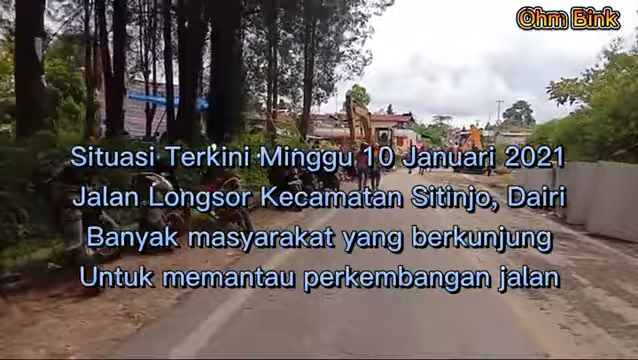 Ohm Bink
Situasi Terkini Minggu 10 Januari 2021
Jalan Longsor Kecamatan Sitinjo, Dairi
Banyak masyarakat yang berkunjung
Untuk memantau perkembangan jalan